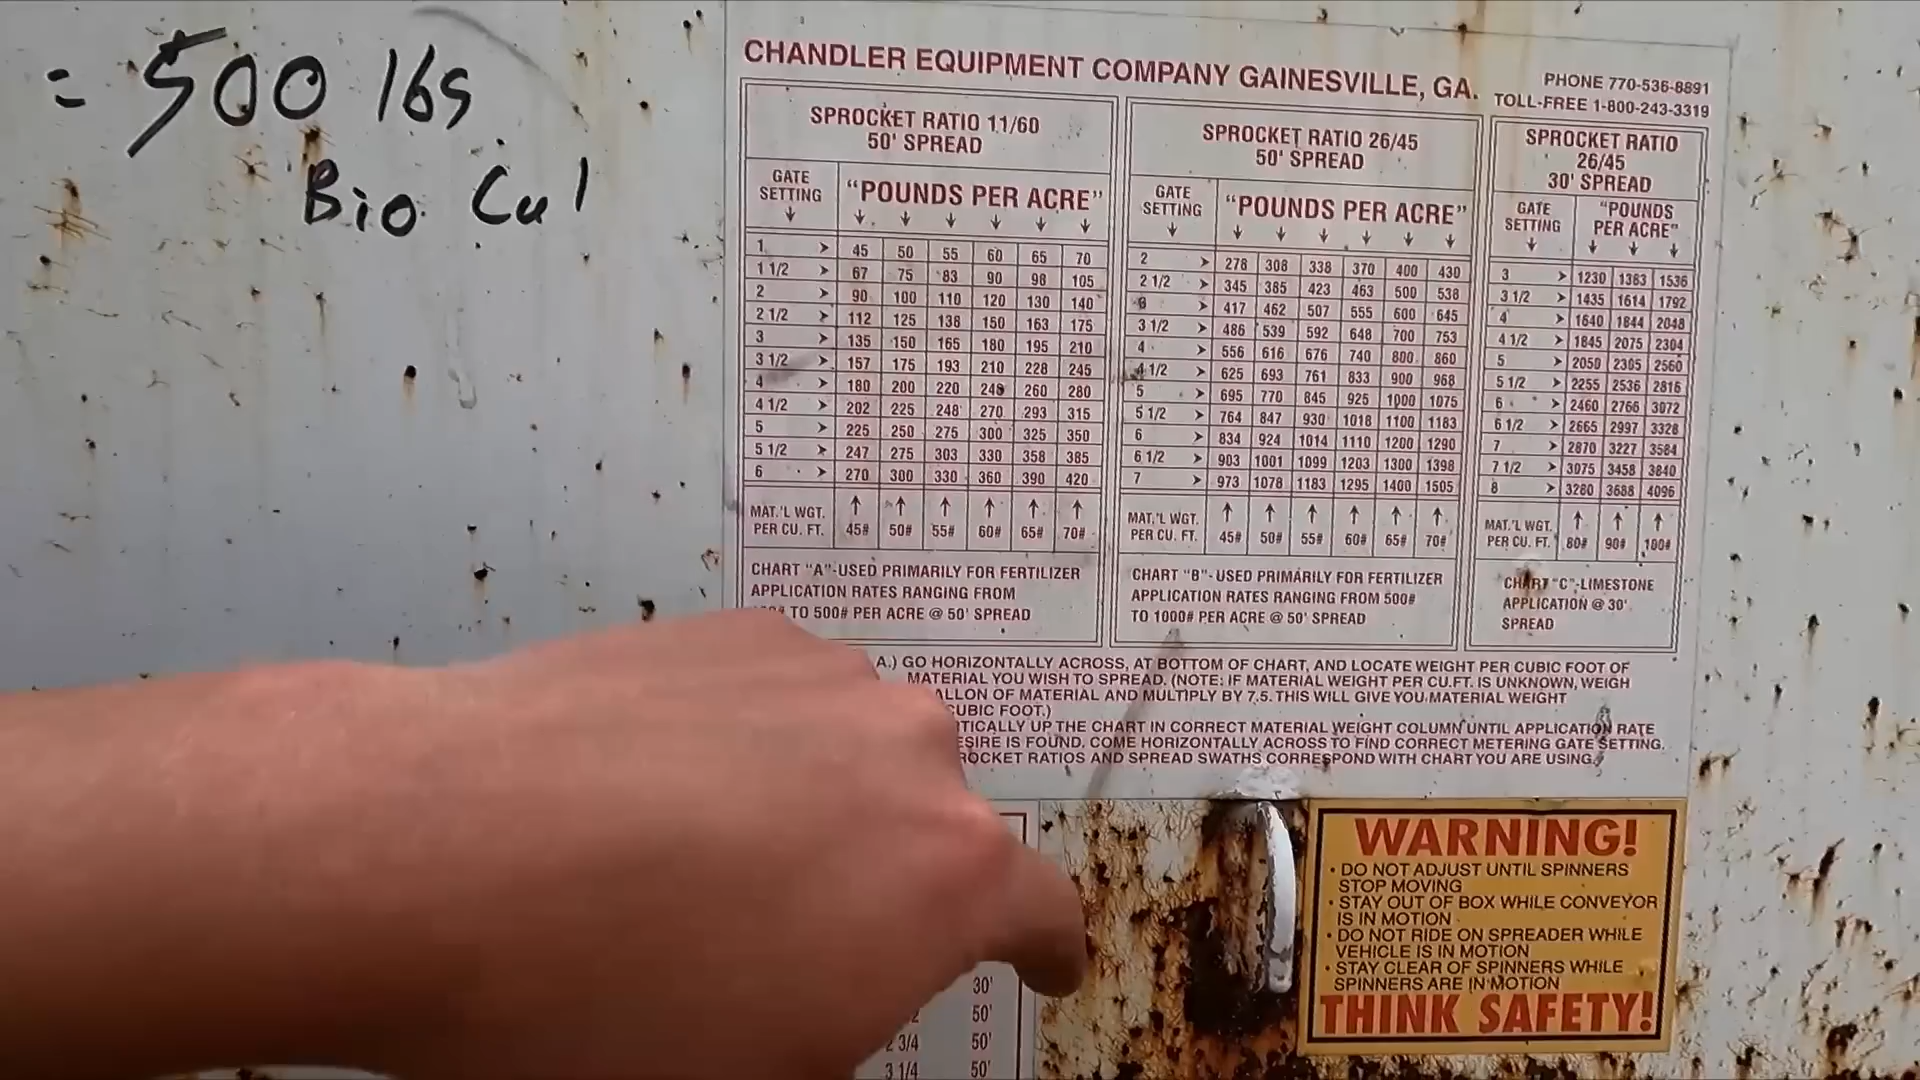 = 500 lbs
Bio Cal
CHANDLER EQUIPMENT COMPANY GAINESVILLE, GA.
PHONE 770-536-8891
TOLL-FREE 1-800-243-3319
SPROCKET RATIO 11/60
50' SPREAD
GATE SETTING "POUNDS PER ACRE"
1 45 50 55 60 65 70
1 1/2 67 75 83 90 98 105
2 90 100 110 120 130 140
2 1/2 112 125 138 150 163 175
3 135 150 165 180 195 210
3 1/2 157 175 193 210 228 245
4 180 200 220 240 260 280
4 1/2 202 225 248 270 293 315
5 225 250 275 300 325 350
5 1/2 247 275 303 330 358 385
6 270 300 330 360 390 420
MAT.'L WGT.
PER CU. FT. 45# 50# 55# 60# 65# 70#
CHART "A"-USED PRIMARILY FOR FERTILIZER
APPLICATION RATES RANGING FROM
TO 500# PER ACRE @ 50' SPREAD
SPROCKET RATIO 26/45
50' SPREAD
GATE SETTING "POUNDS PER ACRE"
2 278 308 338 370 400 430
2 1/2 345 385 423 463 500 538
417 462 507 555 600 645
3 1/2 486 539 592 648 700 753
4 556 616 676 740 800 860
4 1/2 625 693 761 833 900 968
5 695 770 845 925 1000 1075
5 1/2 764 847 930 1018 1100 1183
6 834 924 1014 1110 1200 1290
6 1/2 903 1001 1099 1203 1300 1398
7 973 1078 1183 1295 1400 1505
MAT.'L WGT.
PER CU. FT. 45# 50# 55# 60# 65# 70#
CHART "B"-USED PRIMARILY FOR FERTILIZER
APPLICATION RATES RANGING FROM 500#
TO 1000# PER ACRE @ 50' SPREAD
SPROCKET RATIO
26/45
30' SPREAD
GATE SETTING "POUNDS PER ACRE"
3 1230 1363 1536
3 1/2 1435 1614 1792
4 1640 1844 2048
4 1/2 1845 2075 2304
5 2050 2305 2560
5 1/2 2255 2536 2816
6 2460 2766 3072
6 1/2 2665 2997 3328
7 2870 3227 3584
7 1/2 3075 3458 3840
8 3280 3688 4096
MAT.'L WGT.
PER CU. FT. 80# 90# 100#
CHART "C"-LIMESTONE
APPLICATION @ 30'
SPREAD
A.) GO HORIZONTALLY ACROSS, AT BOTTOM OF CHART, AND LOCATE WEIGHT PER CUBIC FOOT OF
MATERIAL YOU WISH TO SPREAD. (NOTE: IF MATERIAL WEIGHT PER CU.FT. IS UNKNOWN, WEIGH
ALLON OF MATERIAL AND MULTIPLY BY 7.5. THIS WILL GIVE YOU MATERIAL WEIGHT
CUBIC FOOT.)
TICALLY UP THE CHART IN CORRECT MATERIAL WEIGHT COLUMN UNTIL APPLICATION RATE
ESIRE IS FOUND. COME HORIZONTALLY ACROSS TO FIND CORRECT METERING GATE SETTING.
ROCKET RATIOS AND SPREAD SWATHS CORRESPOND WITH CHART YOU ARE USING.
30'
2 50'
2 3/4 50'
3 1/4 50'
WARNING!
• DO NOT ADJUST UNTIL SPINNERS
STOP MOVING
• STAY OUT OF BOX WHILE CONVEYOR
IS IN MOTION
• DO NOT RIDE ON SPREADER WHILE
VEHICLE IS IN MOTION
• STAY CLEAR OF SPINNERS WHILE
SPINNERS ARE IN MOTION
THINK SAFETY!